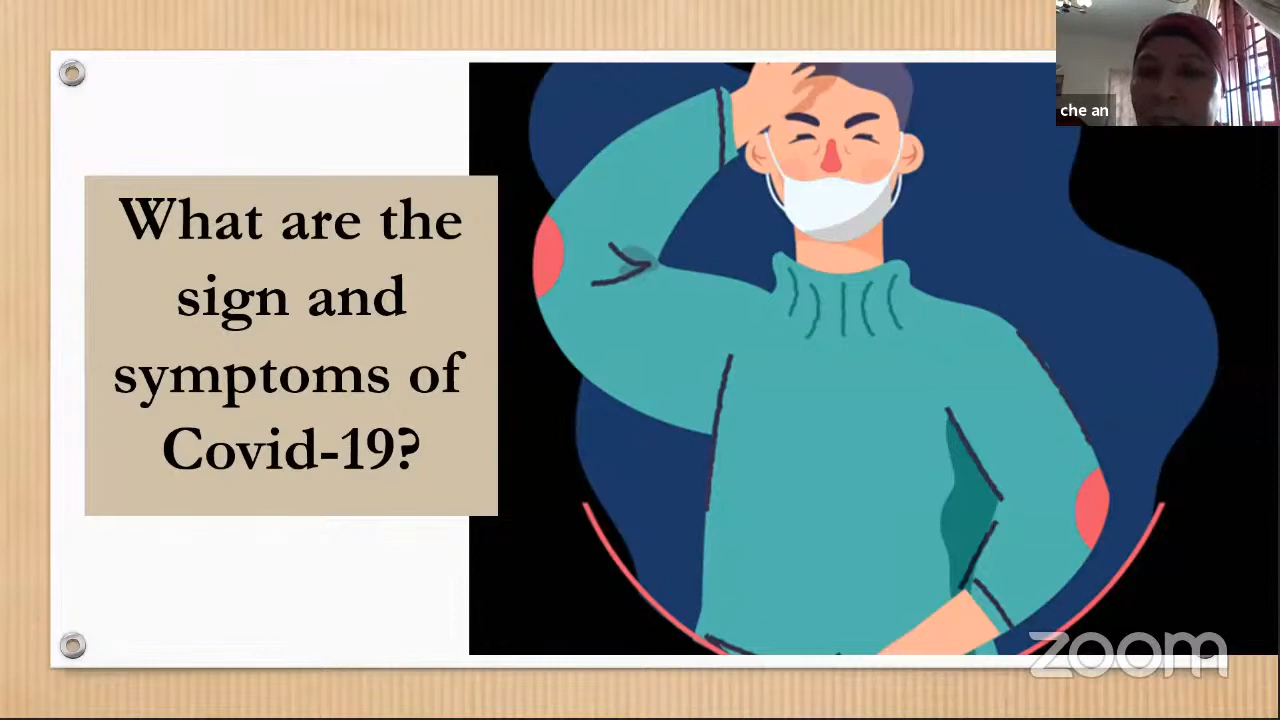 che an
What are the
sign and
symptoms of
Covid-19?
zoom